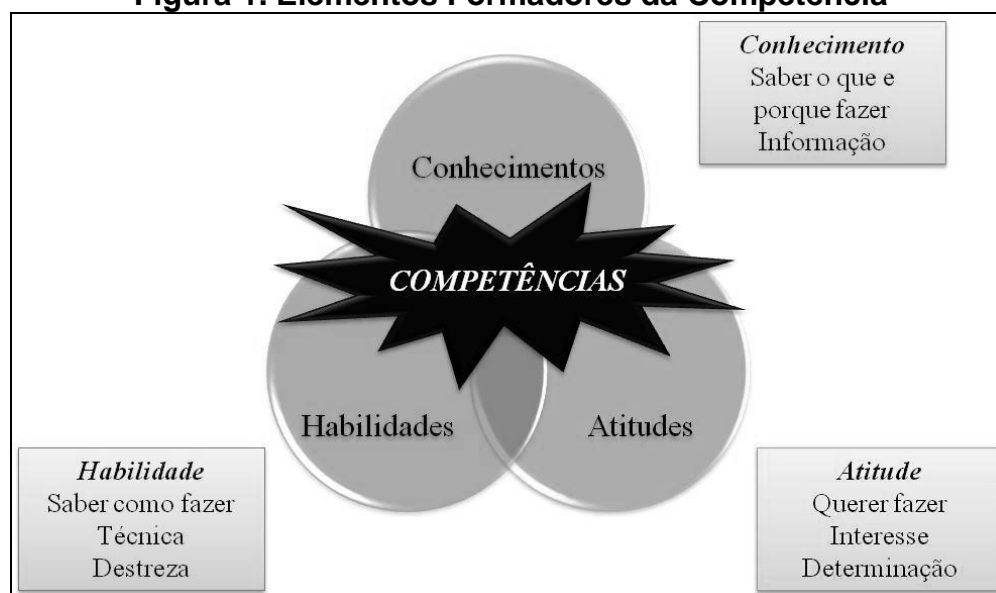 Figura 1: Elementos Formadores da Competência
Conhecimento
Saber o que e
porque fazer
Informação
Conhecimentos
COMPETÊNCIAS
Habilidades
Atitudes
Habilidade
Saber como fazer
Técnica
Destreza
Atitude
Querer fazer
Interesse
Determinação